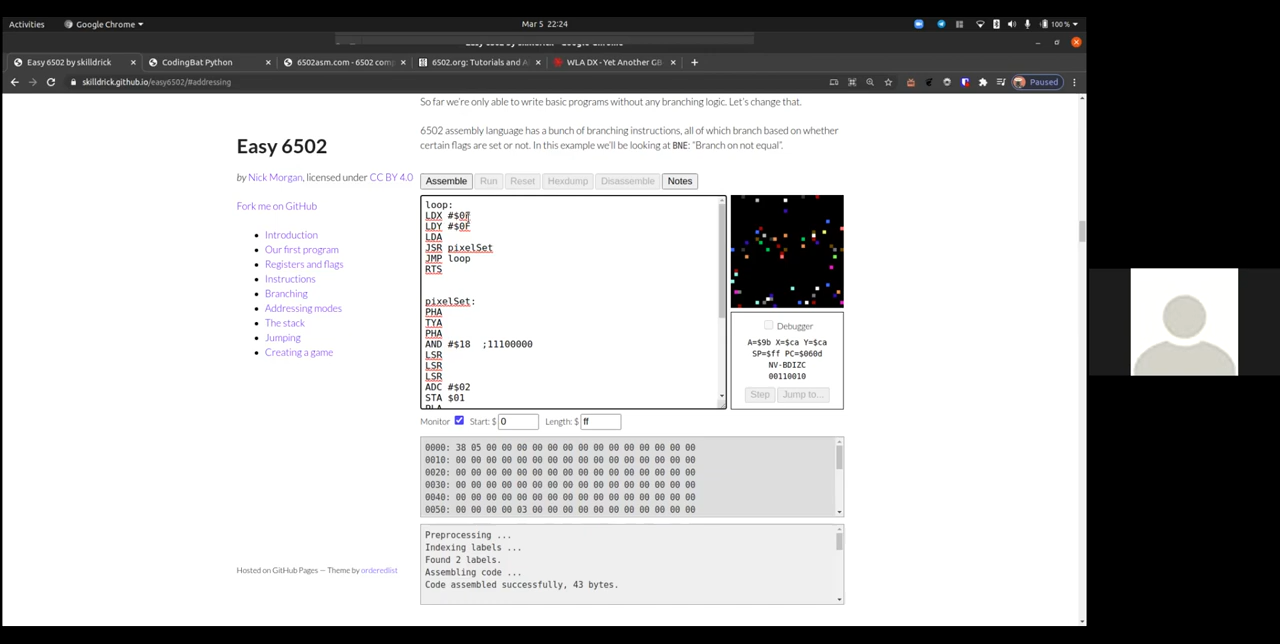 Activities
Google Chrome
Mar 5 22:24
100 %
Easy 6502 by skilldrick
CodingBat Python
6502asm.com - 6502 com
6502.org: Tutorials and A
WLA DX - Yet Another GB
skilldrick.github.io/easy6502/#addressing
Paused
So far we're only able to write basic programs without any branching logic. Let's change that.
6502 assembly language has a bunch of branching instructions, all of which branch based on whether
certain flags are set or not. In this example we'll be looking at BNE: "Branch on not equal".
Easy 6502
by Nick Morgan, licensed under CC BY 4.0
Fork me on GitHub
Introduction
Our first program
Registers and flags
Instructions
Branching
Addressing modes
The stack
Jumping
Creating a game
Hosted on GitHub Pages — Theme by orderedlist
Assemble Run Reset Hexdump Disassemble Notes
loop:
LDX #$0F
LDY #$0F
LDA
JSR pixelSet
JMP loop
RTS
pixelSet:
PHA
TYA
PHA
AND #$18 ;11100000
LSR
LSR
LSR
ADC #$02
STA $01
PLA
Debugger
A=$9b X=$ca Y=$ca
SP=$ff PC=$060d
NV-BDIZC
00110010
Step Jump to...
Monitor Start: $ 0 Length: $ ff
0000: 38 05 00 00 00 00 00 00 00 00 00 00 00 00 00 00
0010: 00 00 00 00 00 00 00 00 00 00 00 00 00 00 00 00
0020: 00 00 00 00 00 00 00 00 00 00 00 00 00 00 00 00
0030: 00 00 00 00 00 00 00 00 00 00 00 00 00 00 00 00
0040: 00 00 00 00 00 00 00 00 00 00 00 00 00 00 00 00
0050: 00 00 00 00 03 00 00 00 00 00 00 00 00 00 00 00
Preprocessing ...
Indexing labels ...
Found 2 labels.
Assembling code ...
Code assembled successfully, 43 bytes.